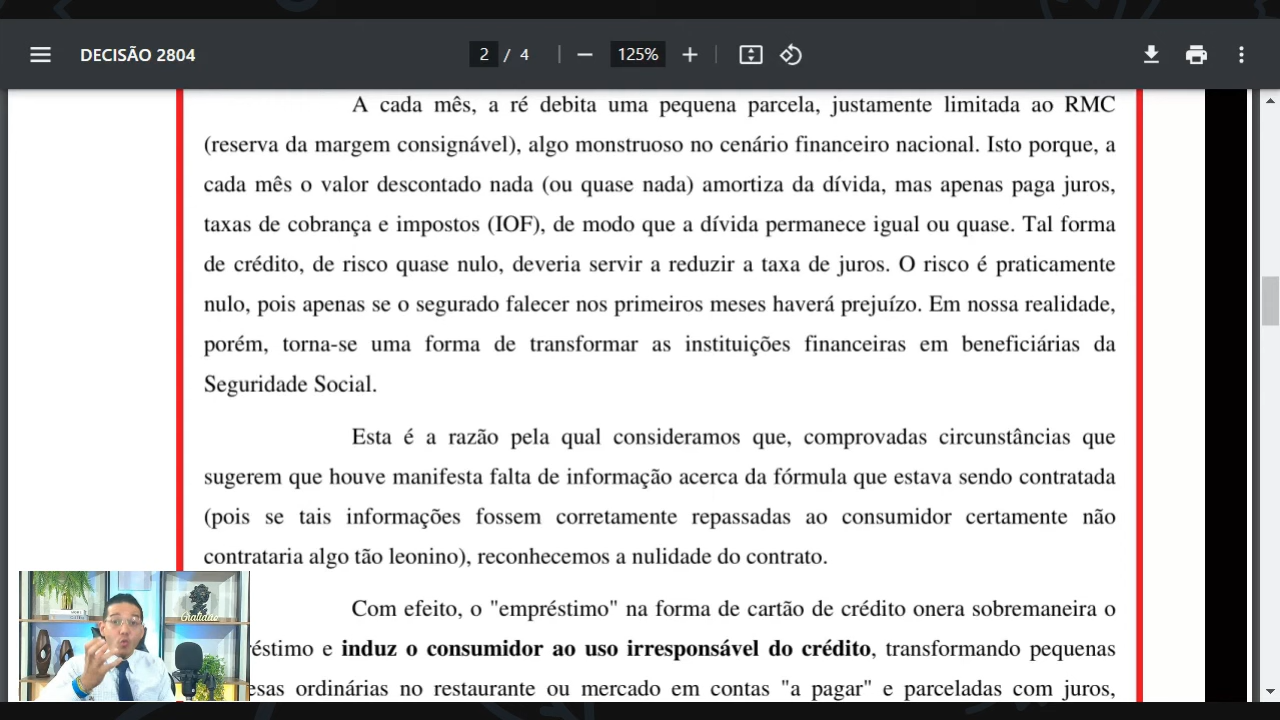 DECISÃO 2804
2 / 4
125%
A cada mês, a ré debita uma pequena parcela, justamente limitada ao RMC
(reserva da margem consignável), algo monstruoso no cenário financeiro nacional. Isto porque, a
cada mês o valor descontado nada (ou quase nada) amortiza da dívida, mas apenas paga juros,
taxas de cobrança e impostos (IOF), de modo que a dívida permanece igual ou quase. Tal forma
de crédito, de risco quase nulo, deveria servir a reduzir a taxa de juros. O risco é praticamente
nulo, pois apenas se o segurado falecer nos primeiros meses haverá prejuízo. Em nossa realidade,
porém, torna-se uma forma de transformar as instituições financeiras em beneficiárias da
Seguridade Social.
Esta é a razão pela qual consideramos que, comprovadas circunstâncias que
sugerem que houve manifesta falta de informação acerca da fórmula que estava sendo contratada
(pois se tais informações fossem corretamente repassadas ao consumidor certamente não
contrataria algo tão leonino), reconhecemos a nulidade do contrato.
Com efeito, o "empréstimo" na forma de cartão de crédito onera sobremaneira o
éstimo e induz o consumidor ao uso irresponsável do crédito, transformando pequenas
esas ordinárias no restaurante ou mercado em contas "a pagar" e parceladas com juros,